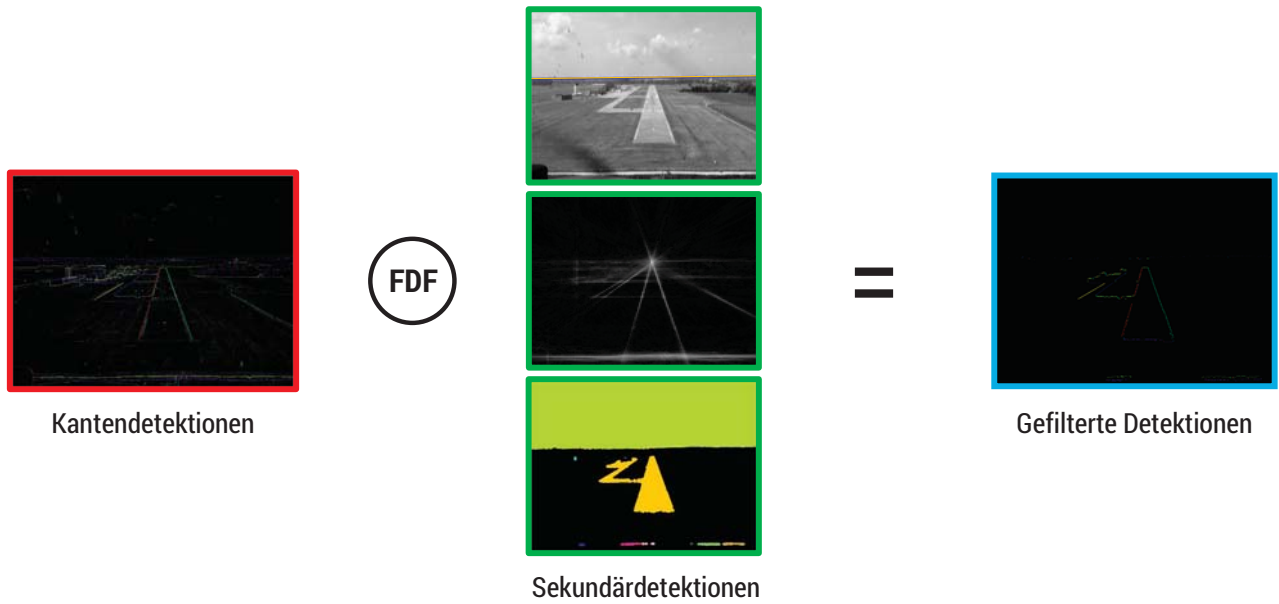 Kantendetektionen
FDF
Sekundärdetektionen
=
Gefilterte Detektionen